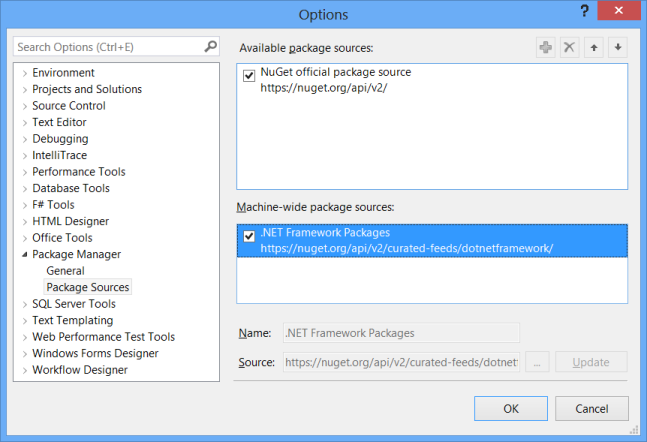 Options
?
Search Options (Ctrl+E)
Environment
Projects and Solutions
Source Control
Text Editor
Debugging
IntelliTrace
Performance Tools
Database Tools
F# Tools
HTML Designer
Office Tools
Package Manager
General
Package Sources
SQL Server Tools
Text Templating
Web Performance Test Tools
Windows Forms Designer
Workflow Designer
Available package sources:
NuGet official package source
https://nuget.org/api/v2/
Machine-wide package sources:
.NET Framework Packages
https://nuget.org/api/v2/curated-feeds/dotnetframework/
Name: .NET Framework Packages
Source: https://nuget.org/api/v2/curated-feeds/dotnet ... Update
OK Cancel